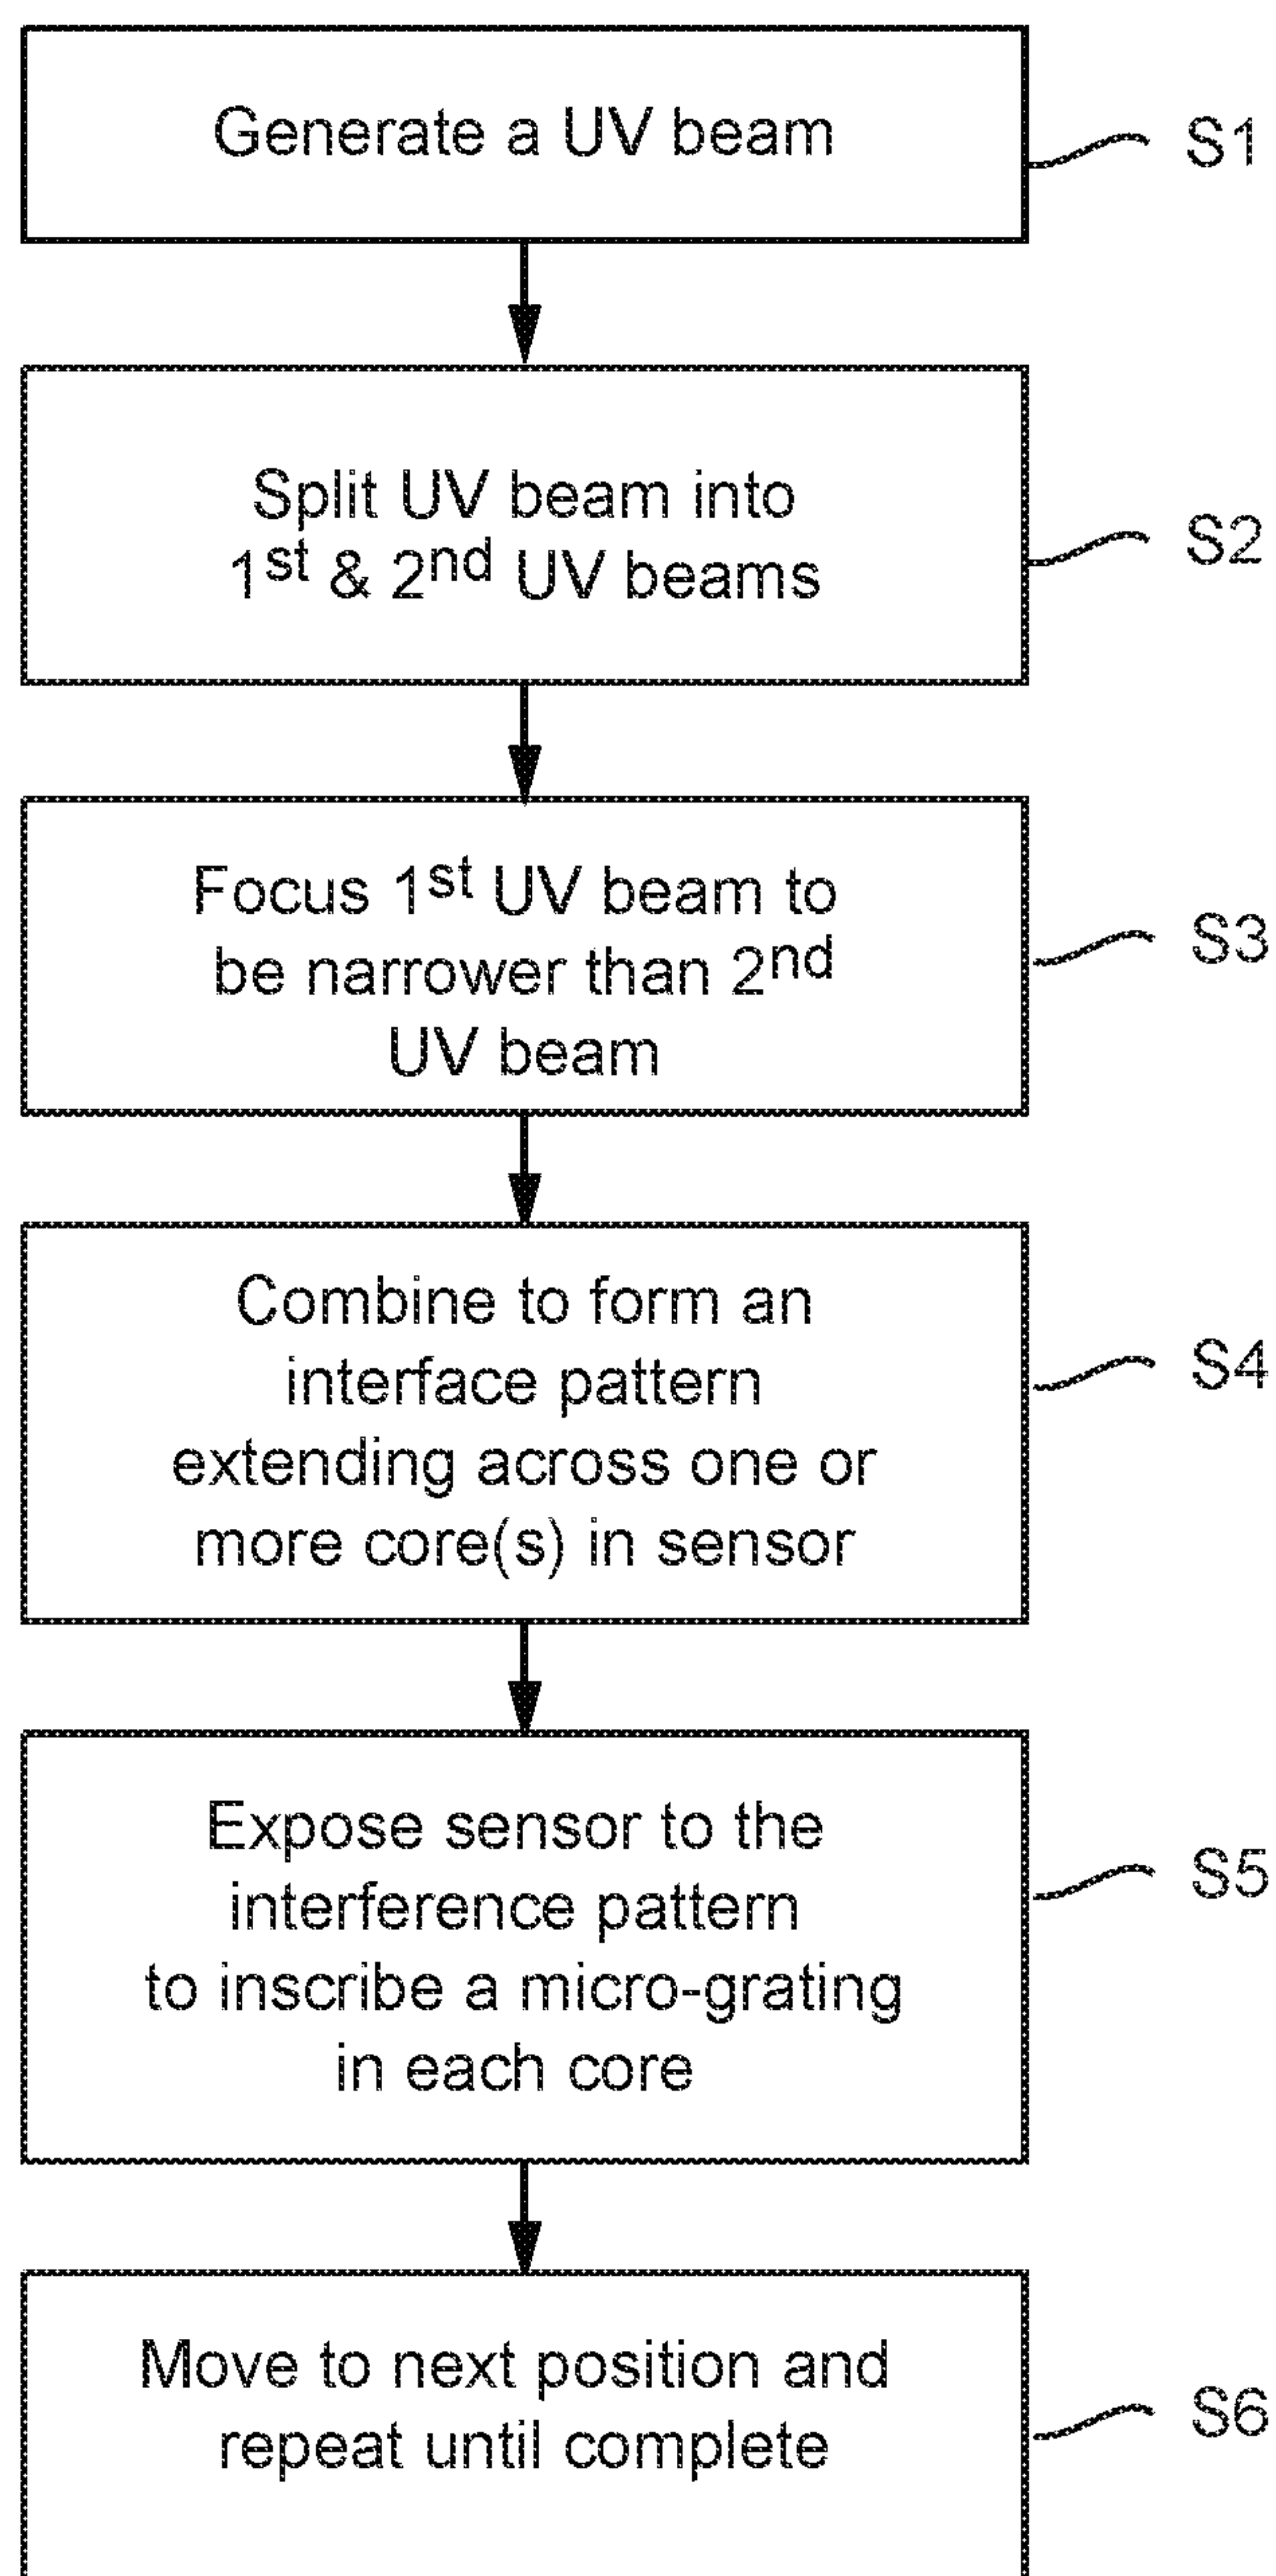 Generate a UV beam
S1
Split UV beam into
1st & 2nd UV beams
S2
Focus 1st UV beam to
be narrower than 2nd
UV beam
S3
Combine to form an
interface pattern
extending across one or
more core(s) in sensor
S4
Expose sensor to the
interference pattern
to inscribe a micro-grating
in each core
S5
Move to next position and
repeat until complete
S6